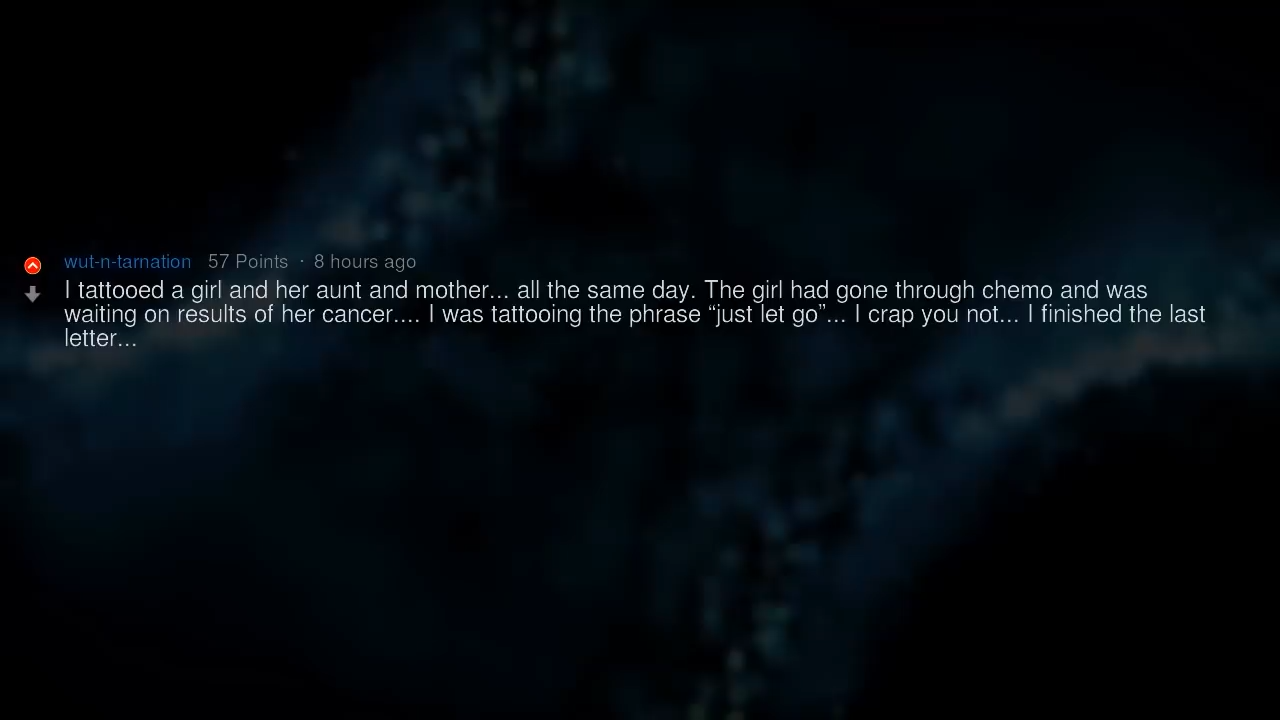 wut-n-tarnation 57 Points · 8 hours ago
I tattooed a girl and her aunt and mother... all the same day. The girl had gone through chemo and was
waiting on results of her cancer.... I was tattooing the phrase “just let go”... I crap you not... I finished the last
letter...